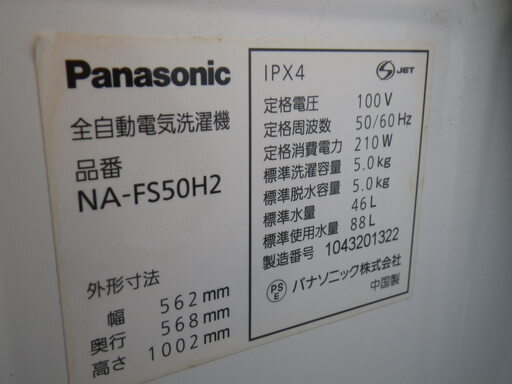 Panasonic
全自動電気洗濯機
品番
NA-FS50H2
外形寸法
幅 562mm
奥行 568mm
高さ 1002mm
IPX4
S JET
定格電圧 100V
定格周波数 50/60Hz
定格消費電力 210W
標準洗濯容量 5.0kg
標準脱水容量 5.0kg
標準水量 46L
標準使用水量 88L
製造番号 1043201322
PS
E
パナソニック株式会社
中国製